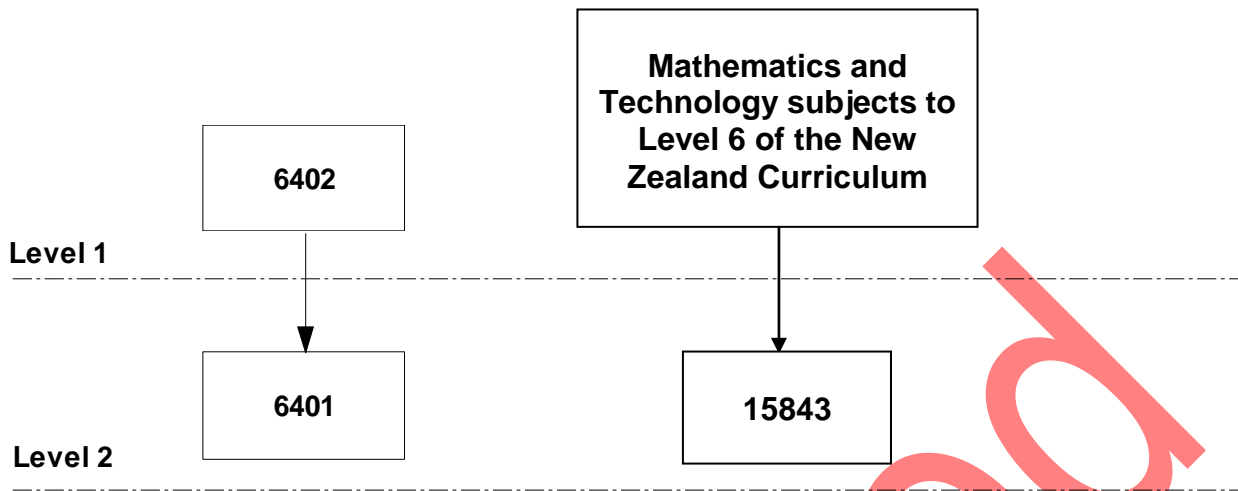 Mathematics and
Technology subjects to
Level 6 of the New
Zealand Curriculum
6402
Level 1
6401
15843
Level 2